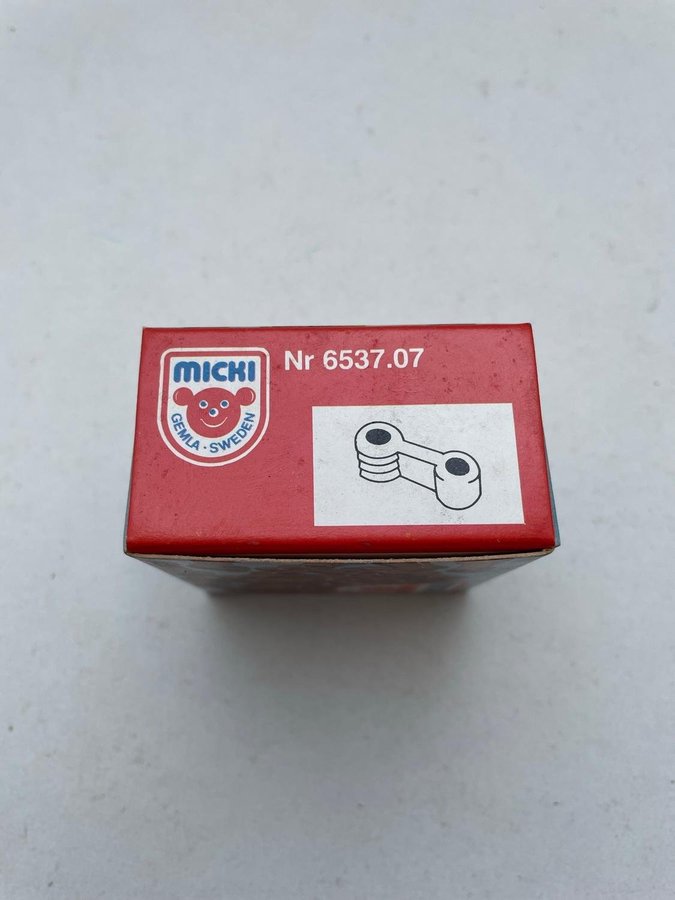 MICKI
GEMLA · SWEDEN
Nr 6537.07